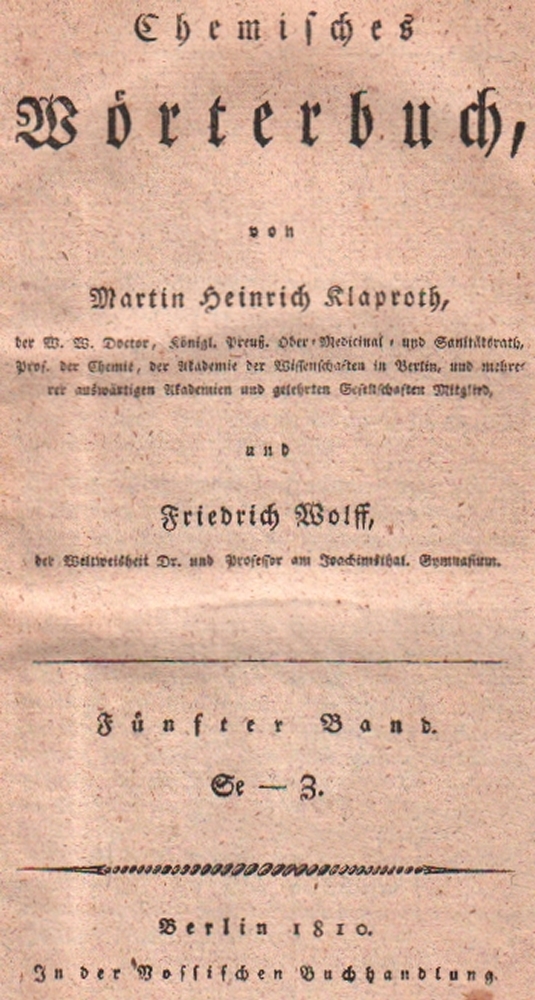 Chemisches
Wörterbuch,
von
Martin Heinrich Klaproth,
der W. W. Doctor, Königl. Preuß. Ober-Medicinal- und Sanitätsrath,
Prof. der Chemie, der Akademie der Wissenschaften in Berlin, und mehre-
rer auswärtigen Akademien und gelehrten Gesellschaften Mitglied,
und
Friedrich Wolff,
der Weltweisheit Dr. und Professor am Joachimsthal. Gymnasium.
Fünfter Band.
Se — Z.
Berlin 1810.
In der Vossischen Buchhandlung.